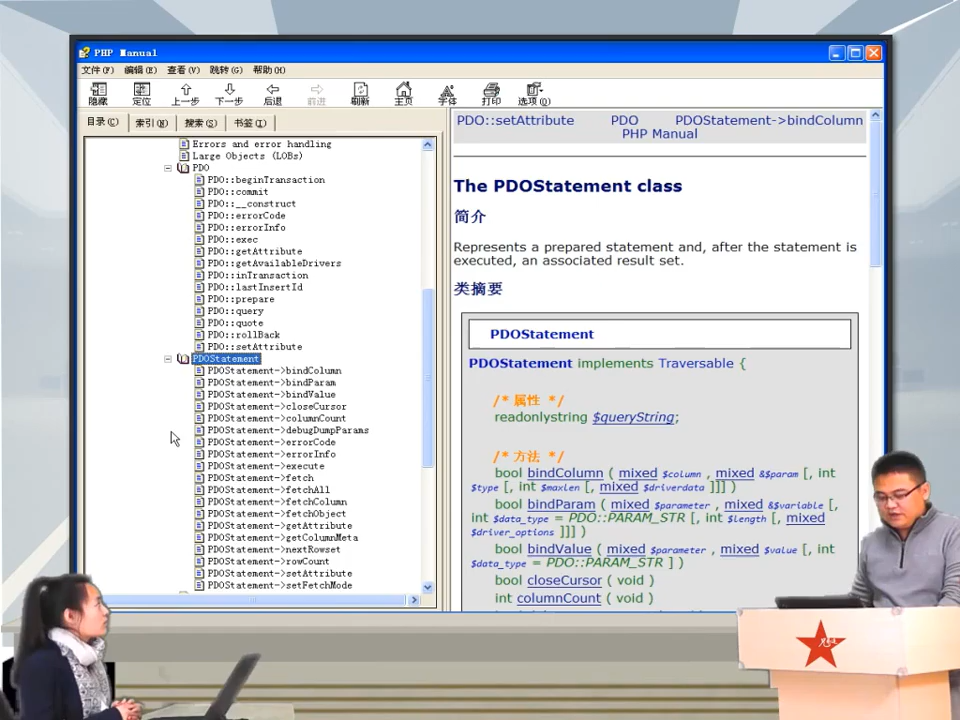 PHP Manual
文件(F) 编辑(E) 查看(V) 跳转(G) 帮助(H)
隐藏 定位 上一步 下一步 后退 前进 刷新 主页 字体 打印 选项(O)
目录(C) 索引(N) 搜索(S) 书签(I)
Errors and error handling
Large Objects (LOBs)
PDO
PDO::beginTransaction
PDO::commit
PDO::__construct
PDO::errorCode
PDO::errorInfo
PDO::exec
PDO::getAttribute
PDO::getAvailableDrivers
PDO::inTransaction
PDO::lastInsertId
PDO::prepare
PDO::query
PDO::quote
PDO::rollBack
PDO::setAttribute
PDOStatement
PDOStatement->bindColumn
PDOStatement->bindParam
PDOStatement->bindValue
PDOStatement->closeCursor
PDOStatement->columnCount
PDOStatement->debugDumpParams
PDOStatement->errorCode
PDOStatement->errorInfo
PDOStatement->execute
PDOStatement->fetch
PDOStatement->fetchAll
PDOStatement->fetchColumn
PDOStatement->fetchObject
PDOStatement->getAttribute
PDOStatement->getColumnMeta
PDOStatement->nextRowset
PDOStatement->rowCount
PDOStatement->setAttribute
PDOStatement->setFetchMode
PDO::setAttribute PDO PDOStatement->bindColumn
PHP Manual
The PDOStatement class
简介
Represents a prepared statement and, after the statement is
executed, an associated result set.
类摘要
PDOStatement
PDOStatement implements Traversable {
/* 属性 */
readonlystring $queryString;
/* 方法 */
bool bindColumn ( mixed $column , mixed &$param [, int
$type [, int $maxlen [, mixed $driverdata ]]] )
bool bindParam ( mixed $parameter , mixed &$variable [,
int $data_type = PDO::PARAM_STR [, int $length [, mixed
$driver_options ]]] )
bool bindValue ( mixed $parameter , mixed $value [, int
$data_type = PDO::PARAM_STR ] )
bool closeCursor ( void )
int columnCount ( void )